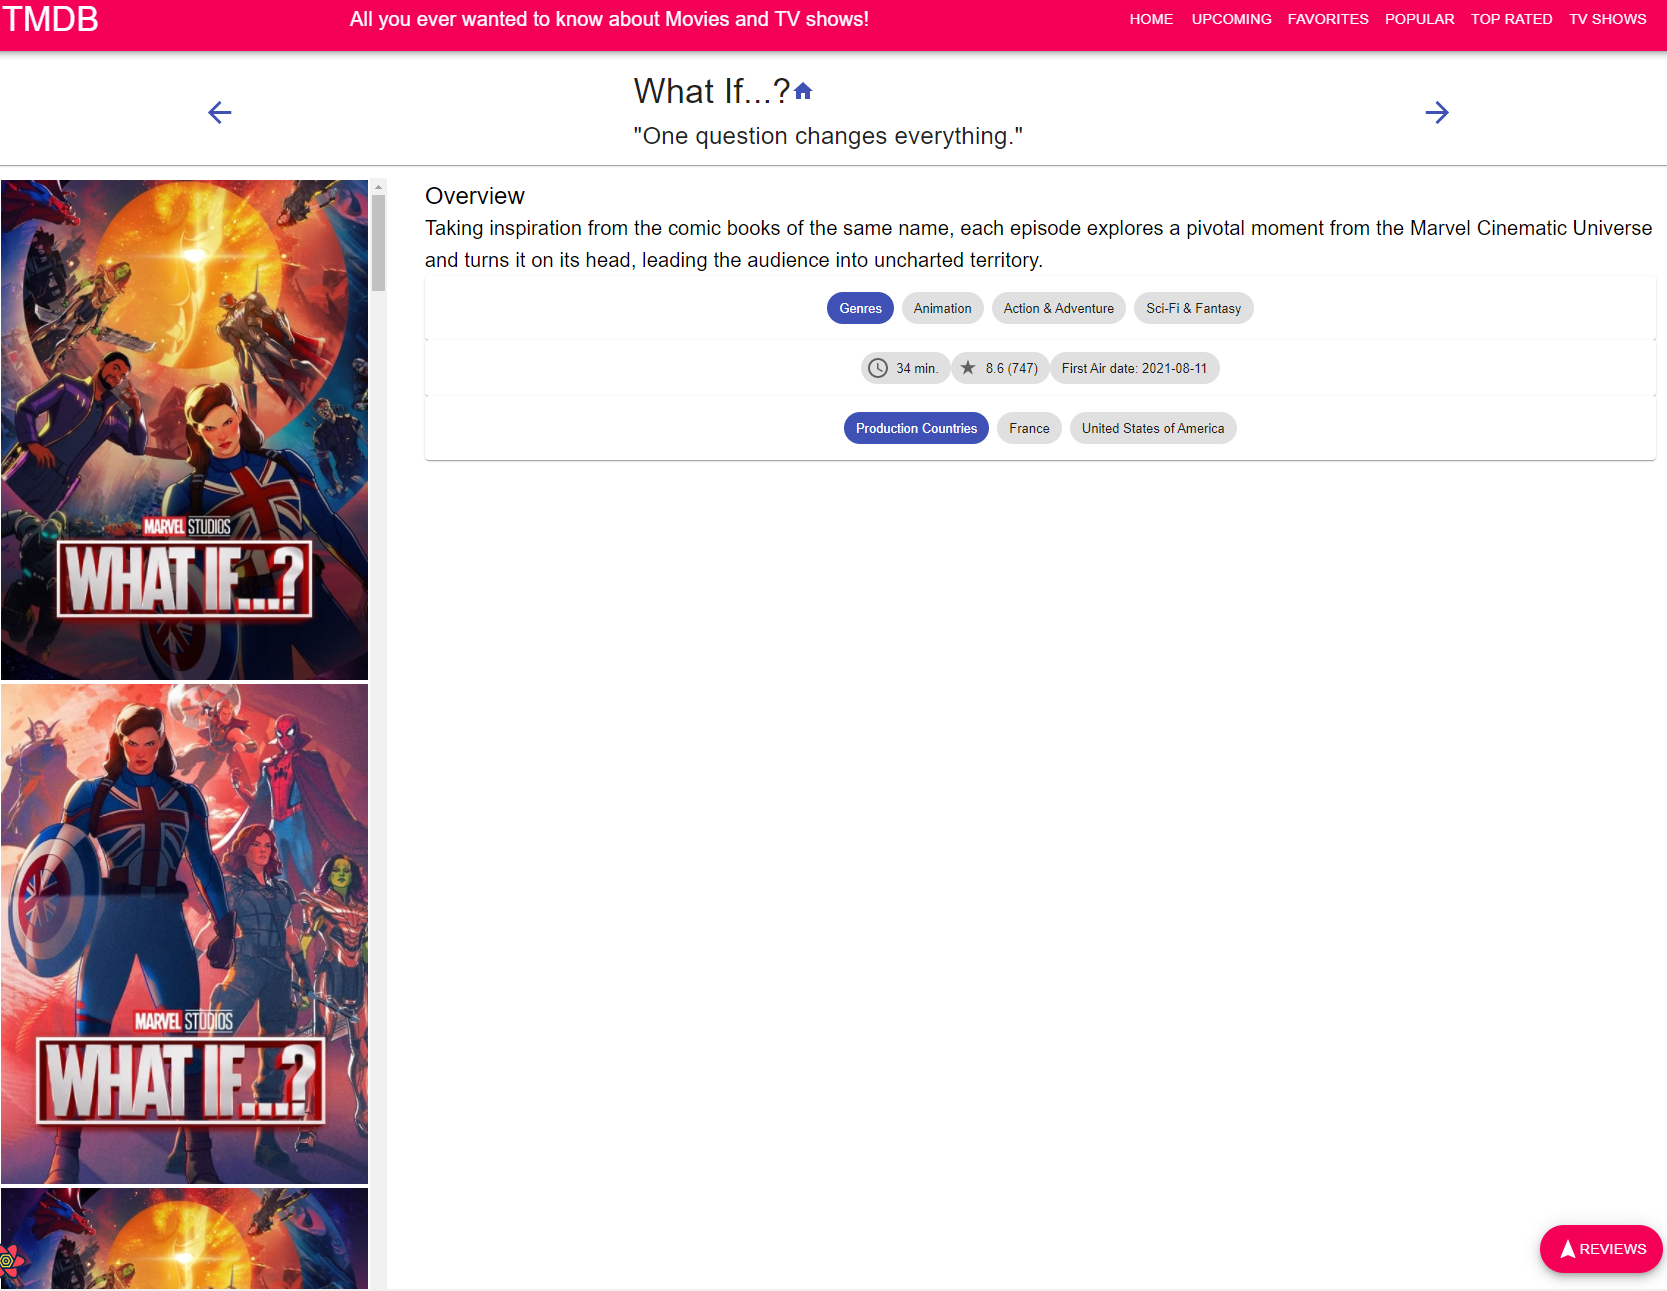 TMDB
All you ever wanted to know about Movies and TV shows!
HOME UPCOMING FAVORITES POPULAR TOP RATED TV SHOWS
What If...?
"One question changes everything."
MARVEL STUDIOS
WHAT IF...?
MARVEL STUDIOS
WHAT IF...?
Overview
Taking inspiration from the comic books of the same name, each episode explores a pivotal moment from the Marvel Cinematic Universe
and turns it on its head, leading the audience into uncharted territory.
Genres Animation Action & Adventure Sci-Fi & Fantasy
34 min. 8.6 (747) First Air date: 2021-08-11
Production Countries France United States of America
REVIEWS